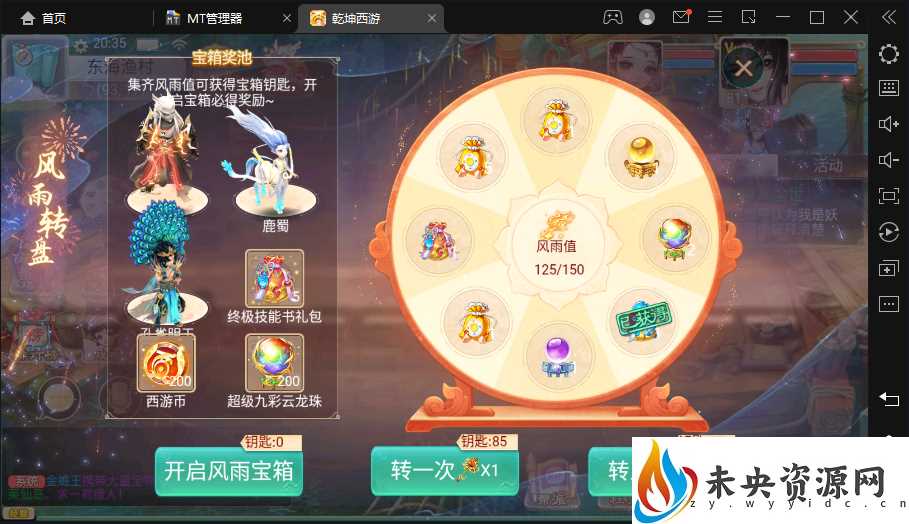 首页
MT管理器
乾坤西游
20:35
东海渔村
宝箱奖池
集齐风雨值可获得宝箱钥匙，开
启宝箱必得奖励~
风雨转盘
鹿蜀
5
终极技能书礼包
200
西游币
200
超级九彩云龙珠
风雨值
125/150
已获得
活动
钥匙:0
开启风雨宝箱
钥匙:85
转一次 X1
转
系统
未央资源网
zy.wyyidc.cn